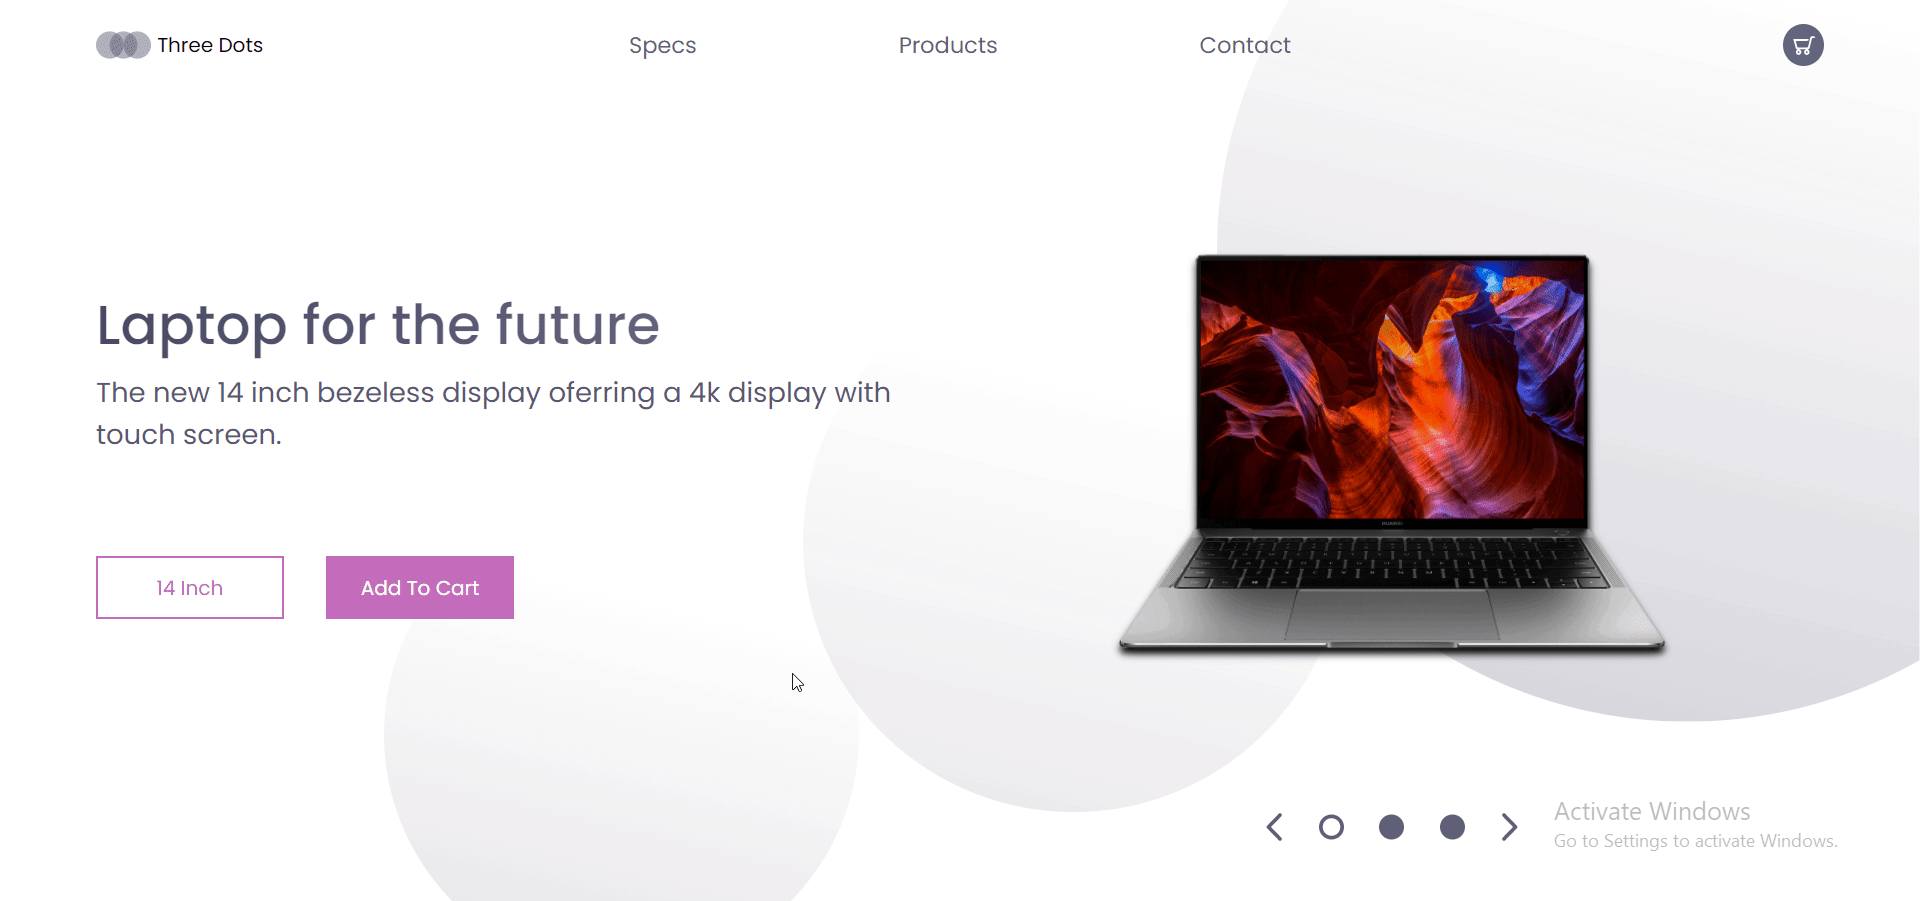 Three Dots
Specs
Products
Contact
Laptop for the future
The new 14 inch bezeless display oferring a 4k display with
touch screen.
14 Inch
Add To Cart
HUAWEI
Activate Windows
Go to Settings to activate Windows.